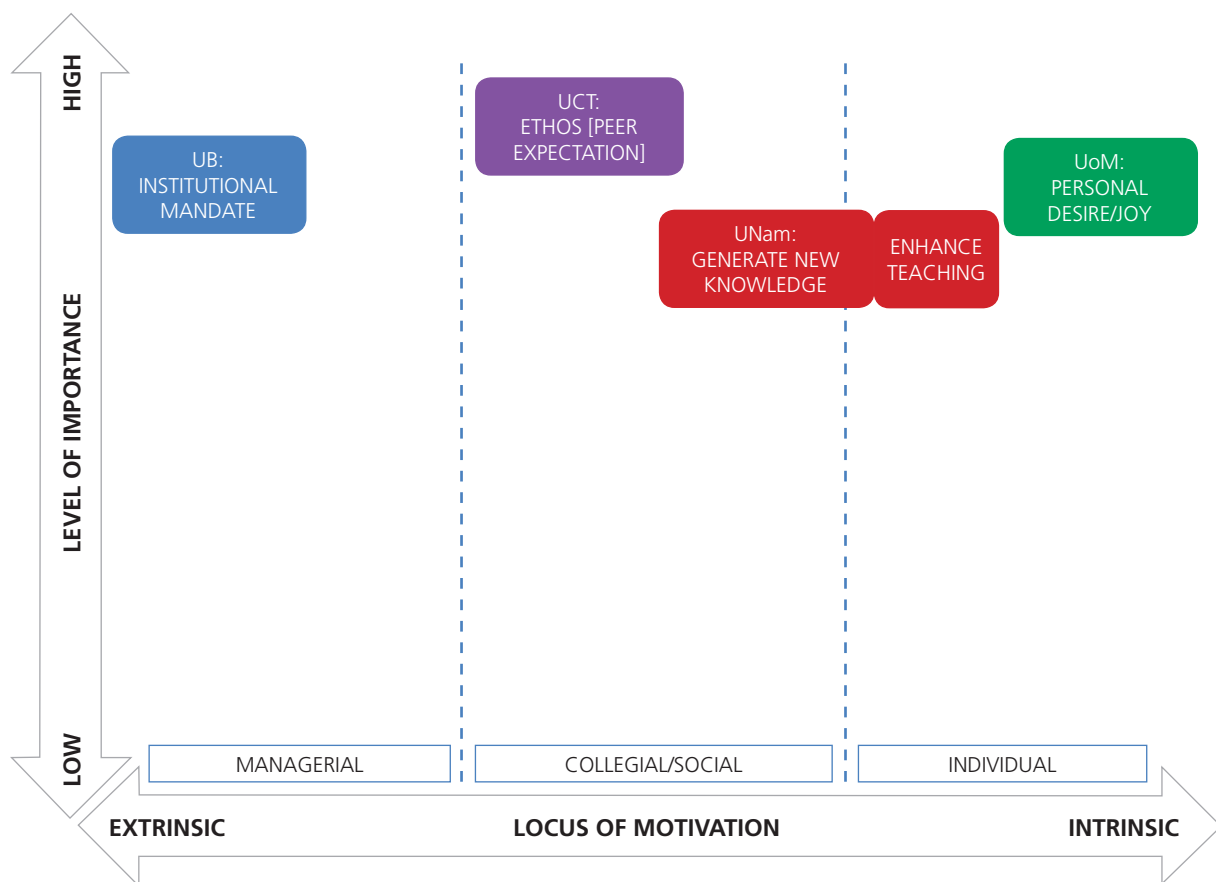 HIGH
LEVEL OF IMPORTANCE
LOW
UB:
INSTITUTIONAL
MANDATE
UCT:
ETHOS [PEER
EXPECTATION]
UNam:
GENERATE NEW
KNOWLEDGE
ENHANCE
TEACHING
UoM:
PERSONAL
DESIRE/JOY
MANAGERIAL
COLLEGIAL/SOCIAL
INDIVIDUAL
EXTRINSIC
LOCUS OF MOTIVATION
INTRINSIC